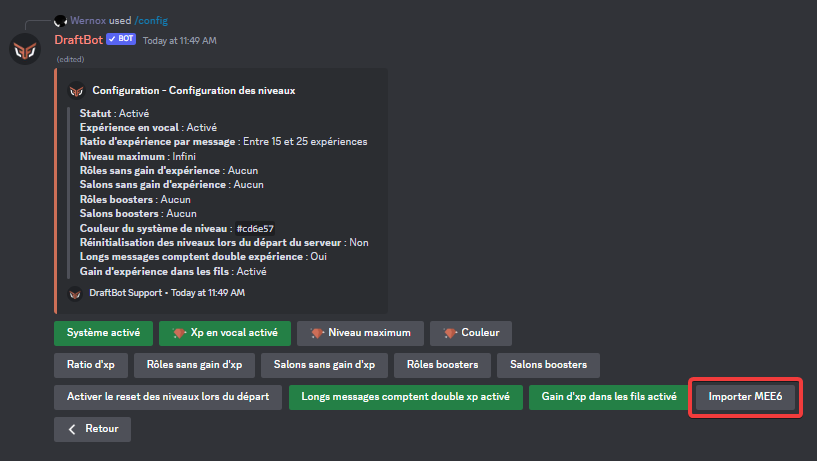 Wernox used /config
DraftBot ✓ BOT Today at 11:49 AM
(edited)
Configuration - Configuration des niveaux
Statut : Activé
Expérience en vocal : Activé
Ratio d'expérience par message : Entre 15 et 25 expériences
Niveau maximum : Infini
Rôles sans gain d'expérience : Aucun
Salons sans gain d'expérience : Aucun
Rôles boosters : Aucun
Salons boosters : Aucun
Couleur du système de niveau : #cd6e57
Réinitialisation des niveaux lors du départ du serveur : Non
Longs messages comptent double expérience : Oui
Gain d'expérience dans les fils : Activé
DraftBot Support • Today at 11:49 AM
Système activé Xp en vocal activé Niveau maximum Couleur
Ratio d'xp Rôles sans gain d'xp Salons sans gain d'xp Rôles boosters Salons boosters
Activer le reset des niveaux lors du départ Longs messages comptent double xp activé Gain d'xp dans les fils activé Importer MEE6
Retour